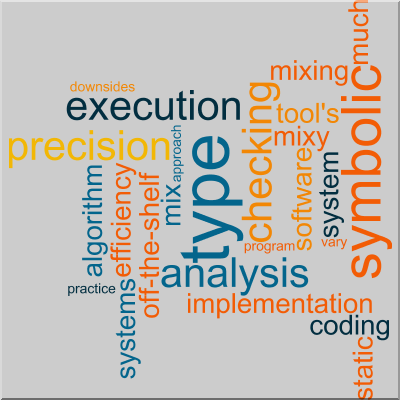 much
mixing
downsides
execution
symbolic
checking
tool's
mixy
precision
approach
type
mix
software
system
algorithm
efficiency
off-the-shelf
program
vary
analysis
practice
systems
implementation
coding
static